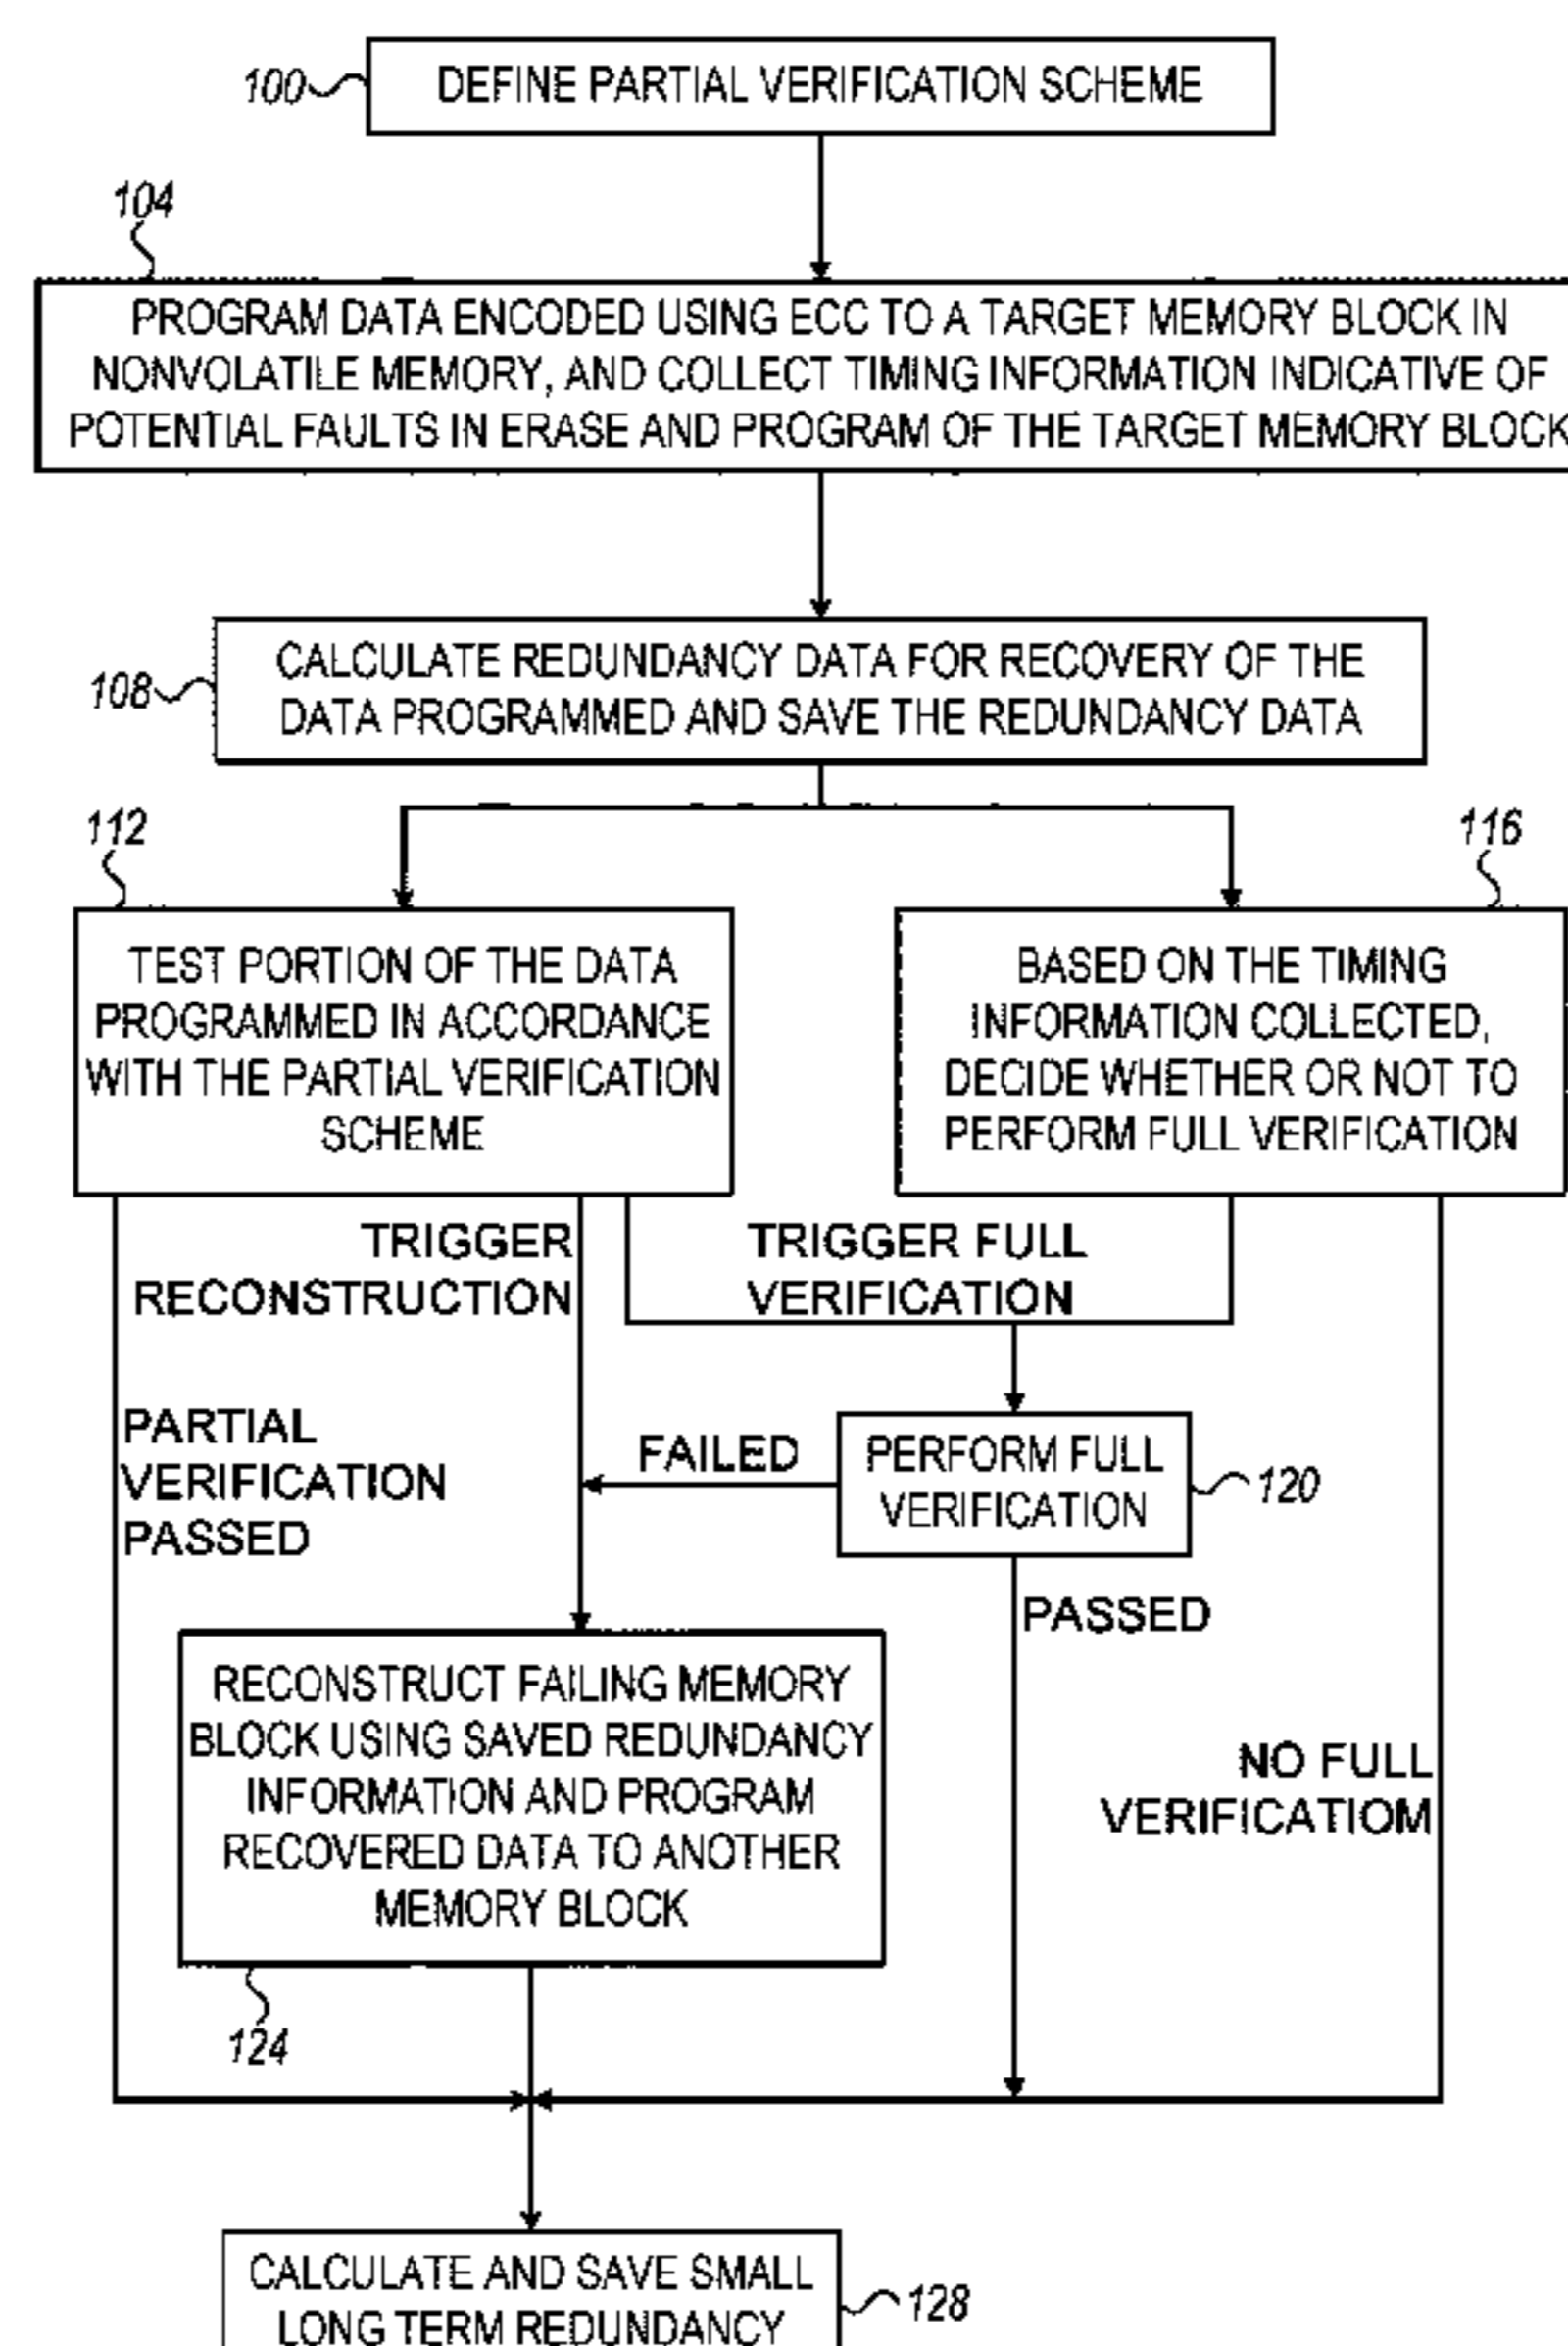 100
DEFINE PARTIAL VERIFICATION SCHEME
104
PROGRAM DATA ENCODED USING ECC TO A TARGET MEMORY BLOCK IN
NONVOLATILE MEMORY, AND COLLECT TIMING INFORMATION INDICATIVE OF
POTENTIAL FAULTS IN ERASE AND PROGRAM OF THE TARGET MEMORY BLOCK
108
CALCULATE REDUNDANCY DATA FOR RECOVERY OF THE
DATA PROGRAMMED AND SAVE THE REDUNDANCY DATA
112
TEST PORTION OF THE DATA
PROGRAMMED IN ACCORDANCE
WITH THE PARTIAL VERIFICATION
SCHEME
116
BASED ON THE TIMING
INFORMATION COLLECTED,
DECIDE WHETHER OR NOT TO
PERFORM FULL VERIFICATION
TRIGGER
RECONSTRUCTION
TRIGGER FULL
VERIFICATION
PARTIAL
VERIFICATION
PASSED
FAILED
PERFORM FULL
VERIFICATION
120
PASSED
RECONSTRUCT FAILING MEMORY
BLOCK USING SAVED REDUNDANCY
INFORMATION AND PROGRAM
RECOVERED DATA TO ANOTHER
MEMORY BLOCK
124
NO FULL
VERIFICATIOM
CALCULATE AND SAVE SMALL
LONG TERM REDUNDANCY
128